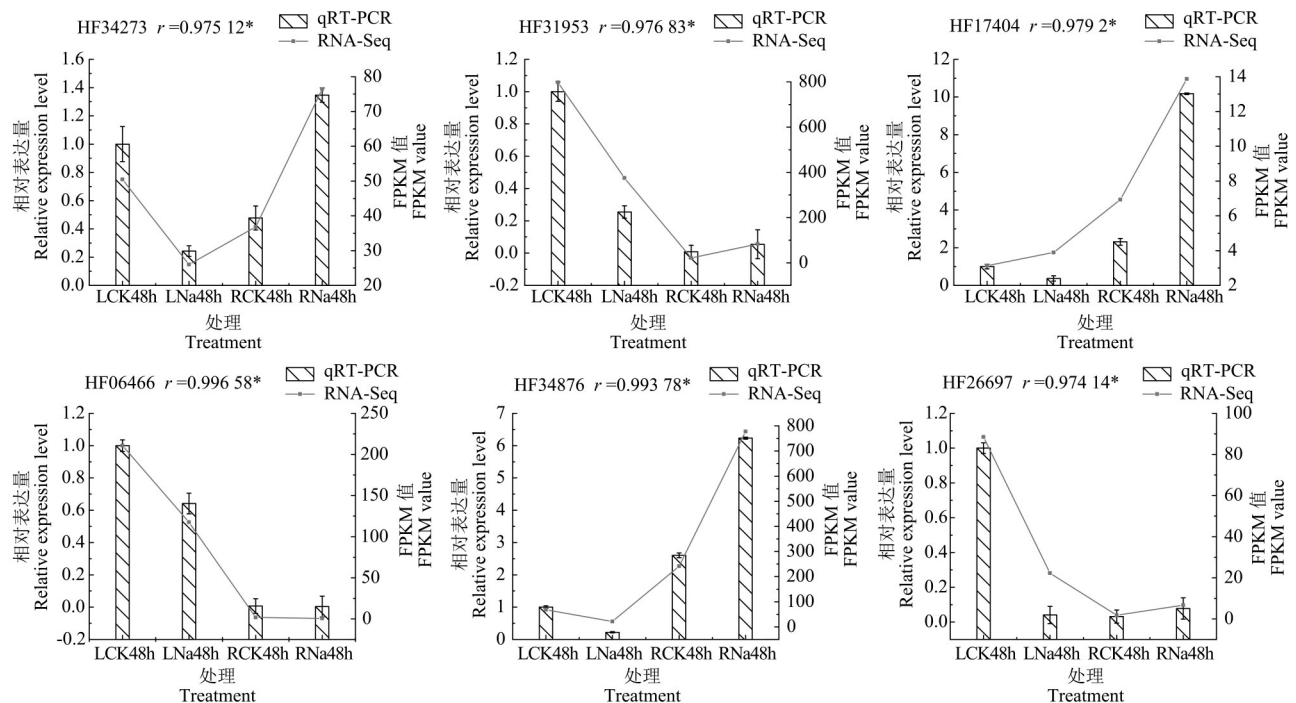 HF34273 r=0.975 12*
qRT-PCR
RNA-Seq
相对表达量
Relative expression level
1.6
1.4
1.2
1.0
0.8
0.6
0.4
0.2
0.0
80
70
60
50
40
30
20
FPKM 值
FPKM value
LCK48h LNa48h RCK48h RNa48h
处理
Treatment
HF31953 r=0.976 83*
qRT-PCR
RNA-Seq
相对表达量
Relative expression level
1.2
1.0
0.8
0.6
0.4
0.2
0.0
-0.2
800
600
400
200
0
FPKM 值
FPKM value
LCK48h LNa48h RCK48h RNa48h
处理
Treatment
HF17404 r=0.979 2*
qRT-PCR
RNA-Seq
相对表达量
Relative expression level
12
10
8
6
4
2
0
14
13
12
11
10
9
8
7
6
5
4
3
2
FPKM 值
FPKM value
LCK48h LNa48h RCK48h RNa48h
处理
Treatment
HF06466 r=0.996 58*
qRT-PCR
RNA-Seq
相对表达量
Relative expression level
1.2
1.0
0.8
0.6
0.4
0.2
0.0
-0.2
250
200
150
100
50
0
FPKM 值
FPKM value
LCK48h LNa48h RCK48h RNa48h
处理
Treatment
HF34876 r=0.993 78*
qRT-PCR
RNA-Seq
相对表达量
Relative expression level
7
6
5
4
3
2
1
0
800
700
600
500
400
300
200
100
0
FPKM 值
FPKM value
LCK48h LNa48h RCK48h RNa48h
处理
Treatment
HF26697 r=0.974 14*
qRT-PCR
RNA-Seq
相对表达量
Relative expression level
1.2
1.0
0.8
0.6
0.4
0.2
0.0
100
80
60
40
20
0
FPKM 值
FPKM value
LCK48h LNa48h RCK48h RNa48h
处理
Treatment